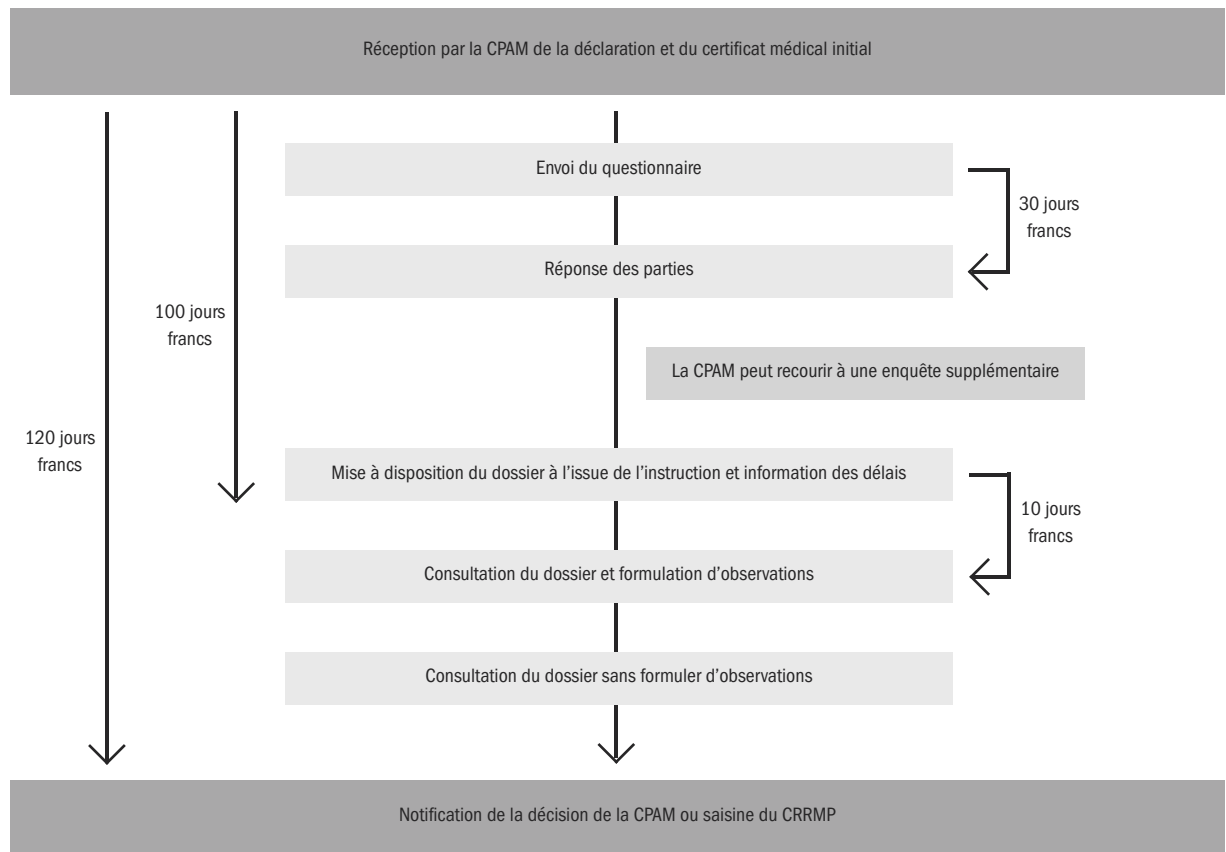 Réception par la CPAM de la déclaration et du certificat médical initial
Envoi du questionnaire
30 jours
francs
Réponse des parties
100 jours
francs
La CPAM peut recourir à une enquête supplémentaire
120 jours
francs
Mise à disposition du dossier à l’issue de l’instruction et information des délais
10 jours
francs
Consultation du dossier et formulation d’observations
Consultation du dossier sans formuler d’observations
Notification de la décision de la CPAM ou saisine du CRRMP